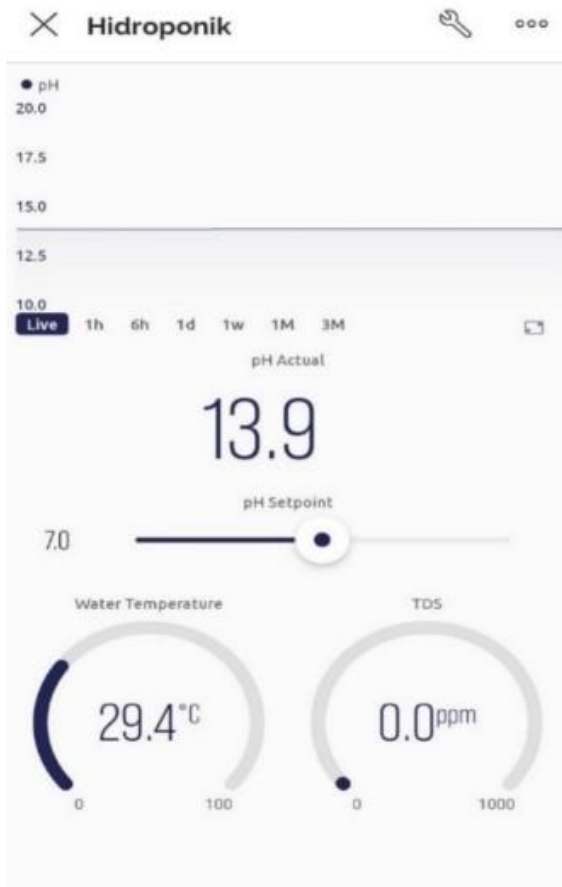 Hidroponik
pH
20.0
17.5
15.0
12.5
10.0
Live 1h 6h 1d 1w 1M 3M
pH Actual
13.9
pH Setpoint
7.0
Water Temperature TDS
29.4°C 0.0ppm
0 100 0 1000